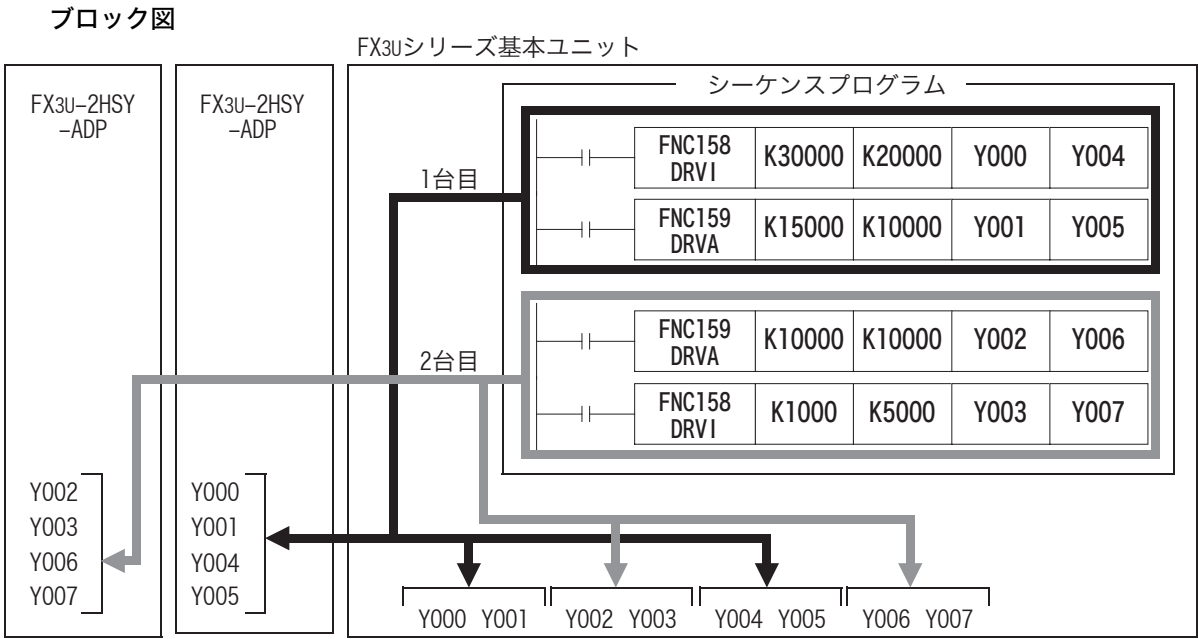 ブロック図
FX3Uシリーズ基本ユニット
FX3U-2HSY
-ADP
FX3U-2HSY
-ADP
シーケンスプログラム
1台目
FNC158
DRVI
K30000
K20000
Y000
Y004
FNC159
DRVA
K15000
K10000
Y001
Y005
2台目
FNC159
DRVA
K10000
K10000
Y002
Y006
FNC158
DRVI
K1000
K5000
Y003
Y007
Y002
Y003
Y006
Y007
Y000
Y001
Y004
Y005
Y000 Y001
Y002 Y003
Y004 Y005
Y006 Y007